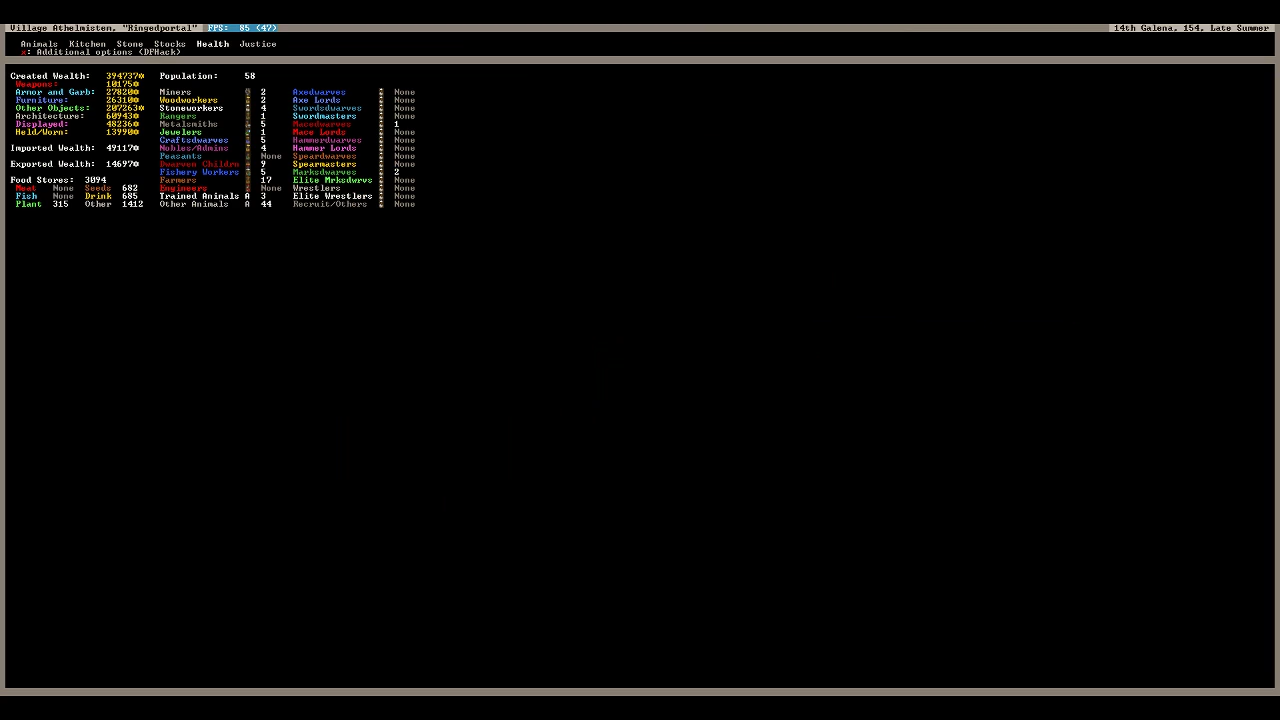 Village Athelmisten, "Ringedportal" FPS: 85 (47) 14th Galena, 154, Late Summer
Animals Kitchen Stone Stocks Health Justice
x: Additional options (DFHack)
Created Wealth: 394737☼ Population: 58
Weapons: 10175☼
Armor and Garb: 27820☼ Miners 2 Axedwarves None
Furniture: 26310☼ Woodworkers 2 Axe Lords None
Other Objects: 207263☼ Stoneworkers 4 Swordsdwarves None
Architecture: 60943☼ Rangers 1 Swordmasters None
Displayed: 48236☼ Metalsmiths 5 Macedwarves 1
Held/Worn: 13990☼ Jewelers 1 Mace Lords None
Craftsdwarves 5 Hammerdwarves None
Imported Wealth: 49117☼ Nobles/Admins 4 Hammer Lords None
Peasants None Speardwarves None
Exported Wealth: 14697☼ Dwarven Childrn 9 Spearmasters None
Fishery Workers 5 Marksdwarves 2
Food Stores: 3094 Farmers 17 Elite Mrksdwrvs None
Meat None Seeds 682 Engineers None Wrestlers None
Fish None Drink 685 Trained Animals A 3 Elite Wrestlers None
Plant 315 Other 1412 Other Animals A 44 Recruit/Others None